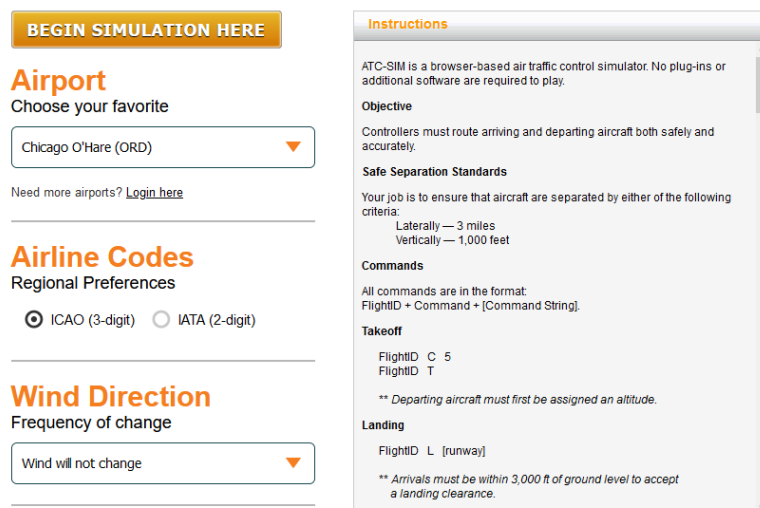 BEGIN SIMULATION HERE
Airport
Choose your favorite
Chicago O'Hare (ORD)
Need more airports? Login here
Airline Codes
Regional Preferences
ICAO (3-digit) IATA (2-digit)
Wind Direction
Frequency of change
Wind will not change
Instructions
ATC-SIM is a browser-based air traffic control simulator. No plug-ins or
additional software are required to play.
Objective
Controllers must route arriving and departing aircraft both safely and
accurately.
Safe Separation Standards
Your job is to ensure that aircraft are separated by either of the following
criteria:
Laterally — 3 miles
Vertically — 1,000 feet
Commands
All commands are in the format:
FlightID + Command + [Command String].
Takeoff
FlightID C 5
FlightID T
** Departing aircraft must first be assigned an altitude.
Landing
FlightID L [runway]
** Arrivals must be within 3,000 ft of ground level to accept
a landing clearance.